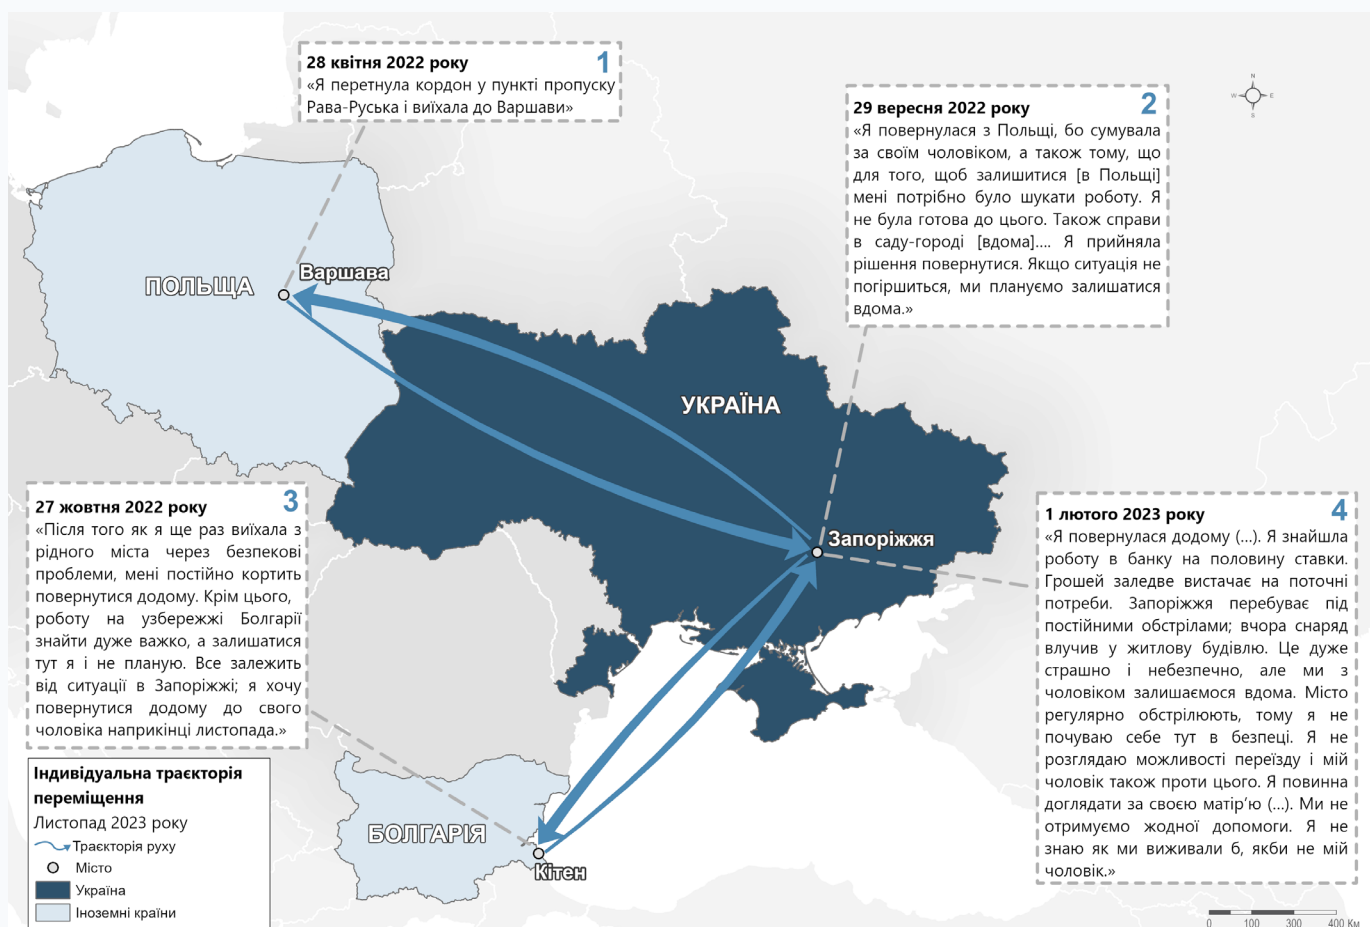 28 квітня 2022 року
1
«Я перетнула кордон у пункті пропуску
Рава-Руська і виїхала до Варшави»
29 вересня 2022 року
2
«Я повернулася з Польщі, бо сумувала
за своїм чоловіком, а також тому, що
для того, щоб залишитися [в Польщі]
мені потрібно було шукати роботу. Я
не була готова до цього. Також справи
в саду-городі [вдома].... Я прийняла
рішення повернутися. Якщо ситуація не
погіршиться, ми плануємо залишатися
вдома.»
N
W
E
S
ПОЛЬЩА
Варшава
УКРАЇНА
Запоріжжя
БОЛГАРІЯ
Кітен
27 жовтня 2022 року
3
«Після того як я ще раз виїхала з
рідного міста через безпекові
проблеми, мені постійно кортить
повернутися додому. Крім цього,
роботу на узбережжі Болгарії
знайти дуже важко, а залишатися
тут я і не планую. Все залежить
від ситуації в Запоріжжі; я хочу
повернутися додому до свого
чоловіка наприкінці листопада.»
1 лютого 2023 року
4
«Я повернулася додому (...). Я знайшла
роботу в банку на половину ставки.
Грошей заледве вистачає на поточні
потреби. Запоріжжя перебуває під
постійними обстрілами; вчора снаряд
влучив у житлову будівлю. Це дуже
страшно і небезпечно, але ми з
чоловіком залишаємося вдома. Місто
регулярно обстрілюють, тому я не
почуваю себе тут в безпеці. Я не
розглядаю можливості переїзду і мій
чоловік також проти цього. Я повинна
доглядати за своєю матір’ю (...). Ми не
отримуємо жодної допомоги. Я не
знаю як ми виживали б, якби не мій
чоловік.»
Індивідуальна траєкторія
переміщення
Листопад 2023 року
Траєкторія руху
Місто
Україна
Іноземні країни
0 100 300 400 Км